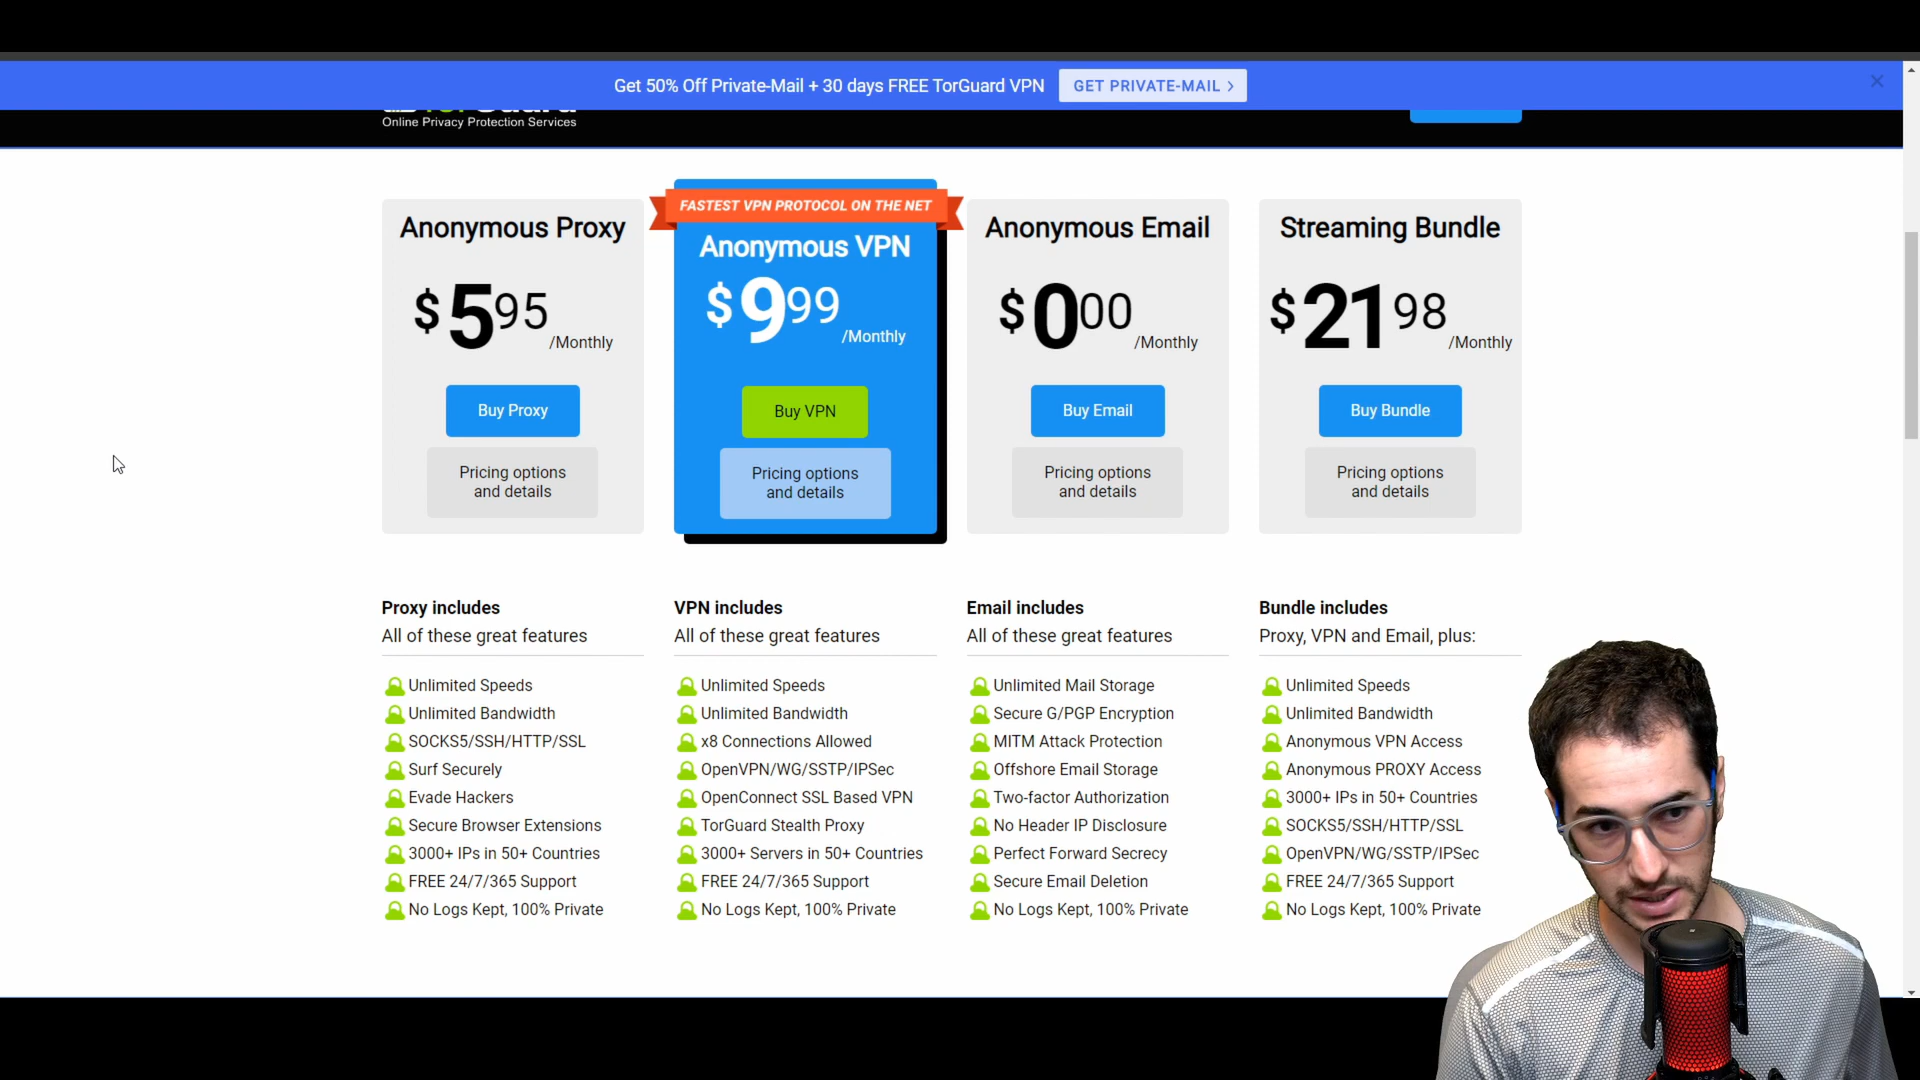 Get 50% Off Private-Mail + 30 days FREE TorGuard VPN
GET PRIVATE-MAIL >
Online Privacy Protection Services
Anonymous Proxy
$ 5 95 /Monthly
Buy Proxy
Pricing options
and details
FASTEST VPN PROTOCOL ON THE NET
Anonymous VPN
$ 9 99 /Monthly
Buy VPN
Pricing options
and details
Anonymous Email
$ 0 00 /Monthly
Buy Email
Pricing options
and details
Streaming Bundle
$ 21 98 /Monthly
Buy Bundle
Pricing options
and details
Proxy includes
All of these great features
Unlimited Speeds
Unlimited Bandwidth
SOCKS5/SSH/HTTP/SSL
Surf Securely
Evade Hackers
Secure Browser Extensions
3000+ IPs in 50+ Countries
FREE 24/7/365 Support
No Logs Kept, 100% Private
VPN includes
All of these great features
Unlimited Speeds
Unlimited Bandwidth
x8 Connections Allowed
OpenVPN/WG/SSTP/IPSec
OpenConnect SSL Based VPN
TorGuard Stealth Proxy
3000+ Servers in 50+ Countries
FREE 24/7/365 Support
No Logs Kept, 100% Private
Email includes
All of these great features
Unlimited Mail Storage
Secure G/PGP Encryption
MITM Attack Protection
Offshore Email Storage
Two-factor Authorization
No Header IP Disclosure
Perfect Forward Secrecy
Secure Email Deletion
No Logs Kept, 100% Private
Bundle includes
Proxy, VPN and Email, plus:
Unlimited Speeds
Unlimited Bandwidth
Anonymous VPN Access
Anonymous PROXY Access
3000+ IPs in 50+ Countries
SOCKS5/SSH/HTTP/SSL
OpenVPN/WG/SSTP/IPSec
FREE 24/7/365 Support
No Logs Kept, 100% Private